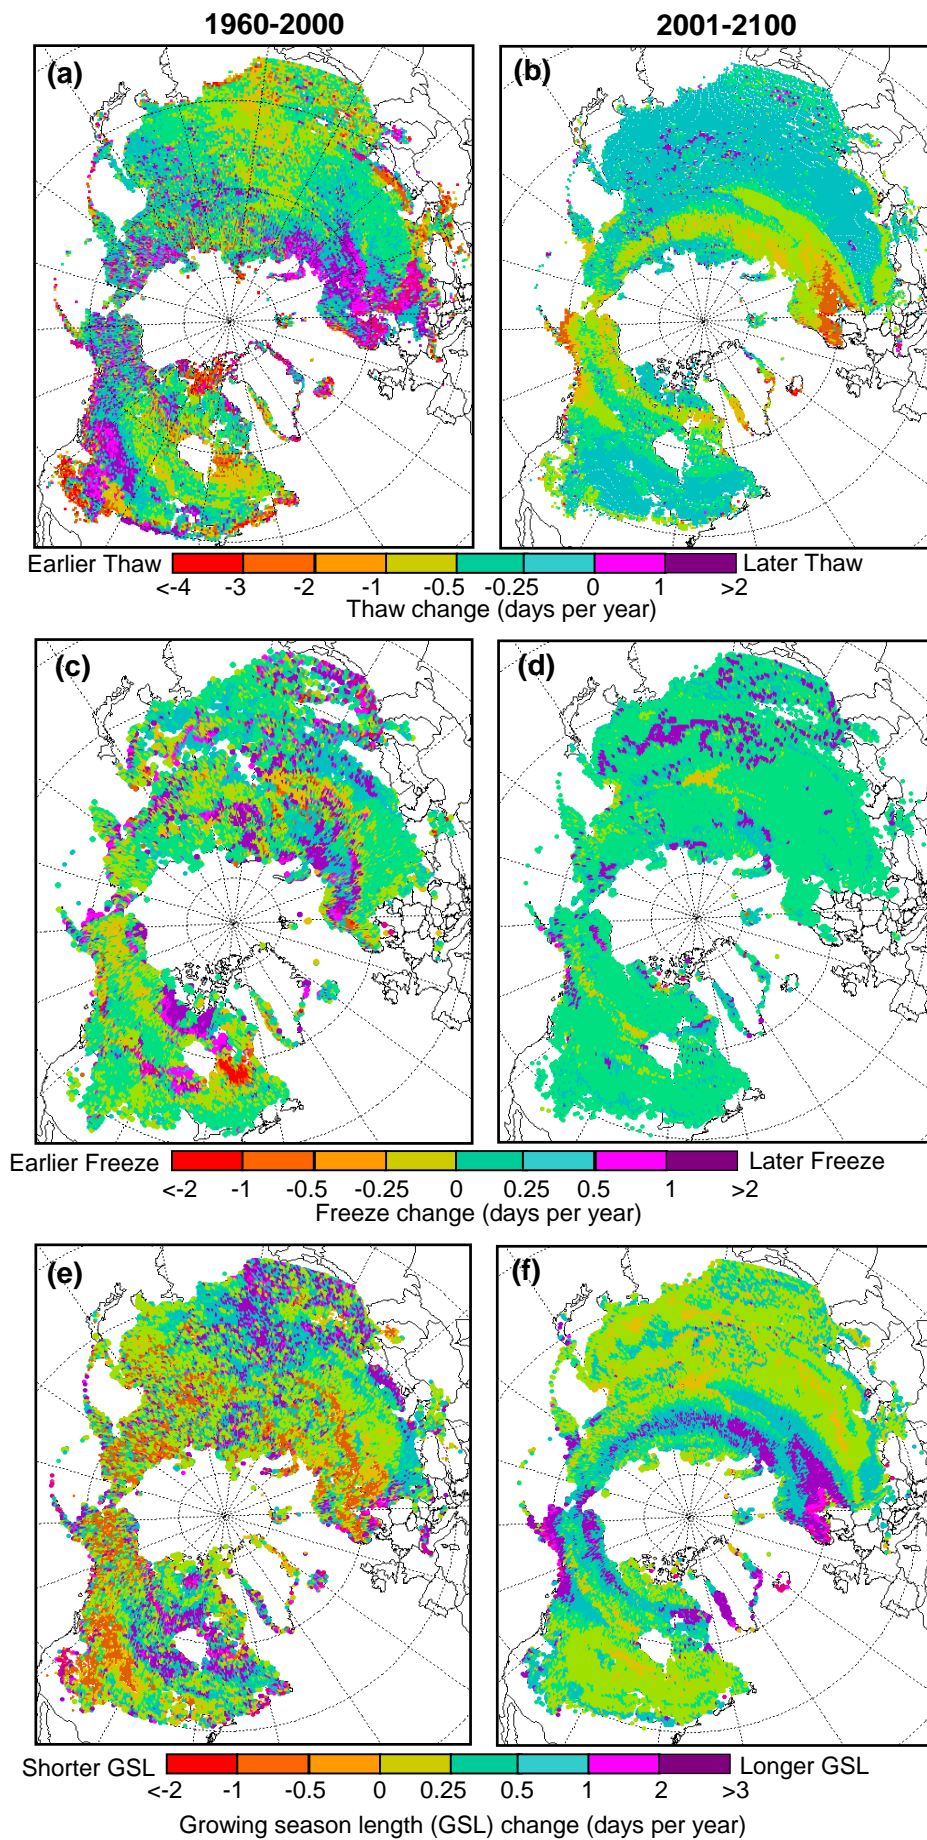 1960-2000 2001-2100
(a) (b)
Earlier Thaw Later Thaw
<-4 -3 -2 -1 -0.5 -0.25 0 1 >2
Thaw change (days per year)
(c) (d)
Earlier Freeze Later Freeze
<-2 -1 -0.5 -0.25 0 0.25 0.5 1 >2
Freeze change (days per year)
(e) (f)
Shorter GSL Longer GSL
<-2 -1 -0.5 0 0.25 0.5 1 2 >3
Growing season length (GSL) change (days per year)